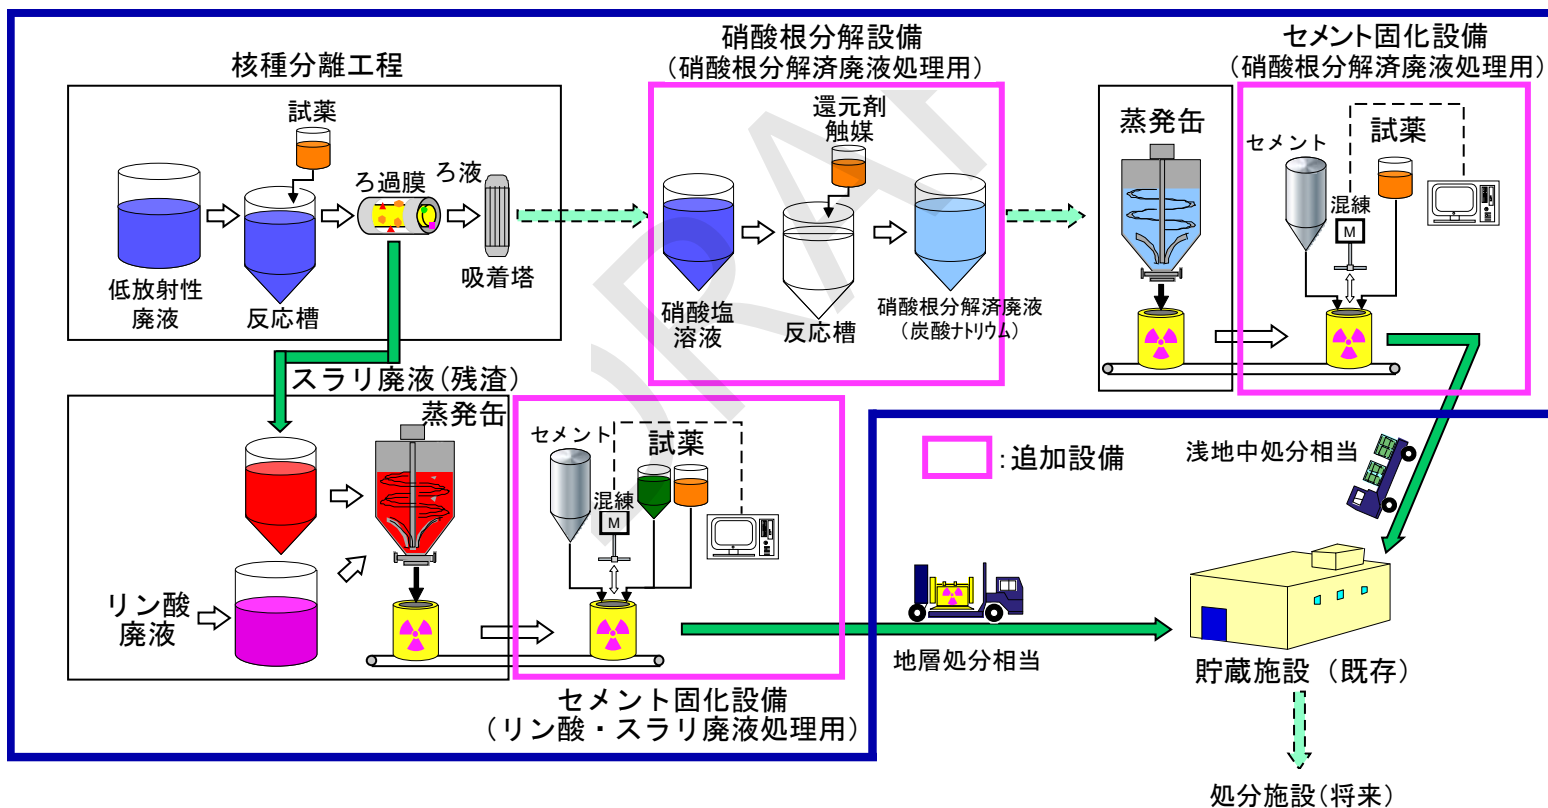 核種分離工程
試薬
ろ過膜
ろ液
低放射性
廃液
反応槽
吸着塔
硝酸根分解設備
(硝酸根分解済廃液処理用)
還元剤
触媒
硝酸塩
溶液
反応槽
硝酸根分解済廃液
(炭酸ナトリウム)
セメント固化設備
(硝酸根分解済廃液処理用)
蒸発缶
セメント
試薬
混練
M
スラリ廃液(残渣)
蒸発缶
リン酸
廃液
セメント
試薬
混練
M
セメント固化設備
(リン酸・スラリ廃液処理用)
:追加設備
浅地中処分相当
地層処分相当
貯蔵施設(既存)
処分施設(将来)
DRAFT